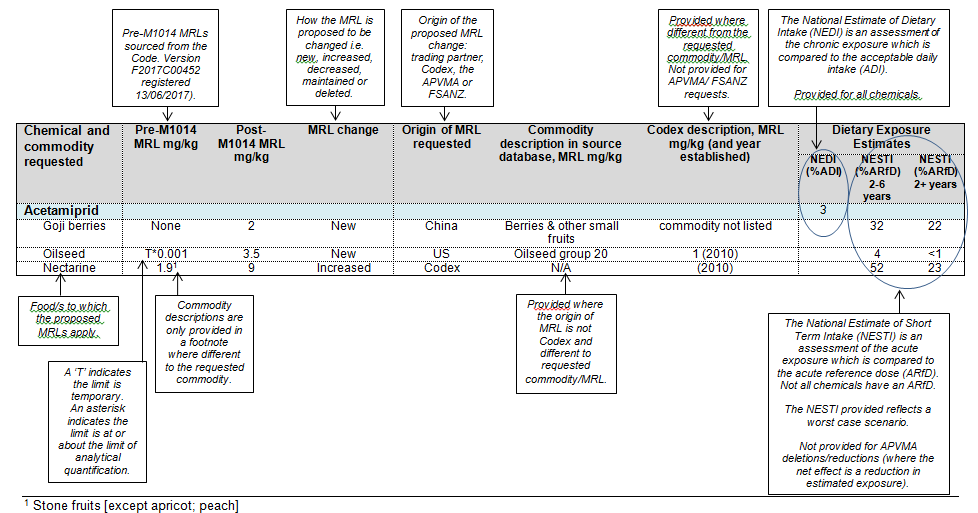 Pre-M1014 MRLs
sourced from the
Code. Version
F2017C00452
registered
13/06/2017).
How the MRL is
proposed to be
changed i.e.
new, increased,
decreased,
maintained or
deleted.
Origin of the
proposed MRL
change:
trading partner,
Codex, the
APVMA or
FSANZ.
Provided where
different from the
requested
commodity/MRL.
Not provided for
APVMA/ FSANZ
requests.
The National Estimate of Dietary
Intake (NEDI) is an assessment of
the chronic exposure which is
compared to the acceptable daily
intake (ADI).
Provided for all chemicals.
Chemical and
commodity
requested
Pre-M1014
MRL mg/kg
Post-
M1014 MRL
mg/kg
MRL change
Origin of MRL
requested
Commodity
description in source
database, MRL mg/kg
Codex description, MRL
mg/kg (and year
established)
Dietary Exposure
Estimates
NEDI
(%ADI)
NESTI
(%ARfD)
2-6
years
NESTI
(%ARfD)
2+ years
Acetamiprid 3
Goji berries None 2 New China Berries & other small fruits commodity not listed 32 22
Oilseed T*0.001 3.5 New US Oilseed group 20 1 (2010) 4 <1
Nectarine 1.9¹ 9 Increased Codex N/A (2010) 52 23
Food/s to which
the proposed
MRLs apply.
A ‘T’ indicates
the limit is
temporary.
An asterisk
indicates the
limit is at or
about the limit of
analytical
quantification.
Commodity
descriptions are
only provided in
a footnote
where different
to the requested
commodity.
Provided where
the origin of
MRL is not
Codex and
different to
requested
commodity/MRL.
The National Estimate of Short
Term Intake (NESTI) is an
assessment of the acute
exposure which is compared to
the acute reference dose (ARfD).
Not all chemicals have an ARfD.
The NESTI provided reflects a
worst case scenario.
Not provided for APVMA
deletions/reductions (where the
net effect is a reduction in
estimated exposure).
¹ Stone fruits [except apricot; peach]